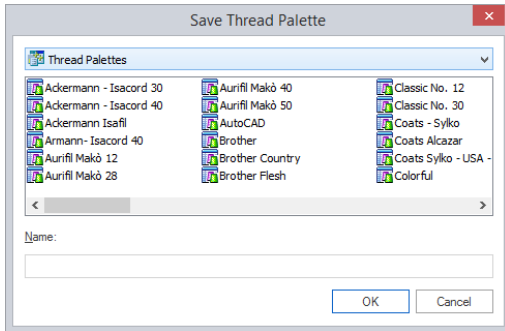 Save Thread Palette
Thread Palettes
Ackermann - Isacord 30
Ackermann - Isacord 40
Ackermann Isafil
Armann- Isacord 40
Aurifil Makò 12
Aurifil Makò 28
Aurifil Makò 40
Aurifil Makò 50
AutoCAD
Brother
Brother Country
Brother Flesh
Classic No. 12
Classic No. 30
Coats - Sylko
Coats Alcazar
Coats Sylko - USA -
Colorful
Name:
OK Cancel